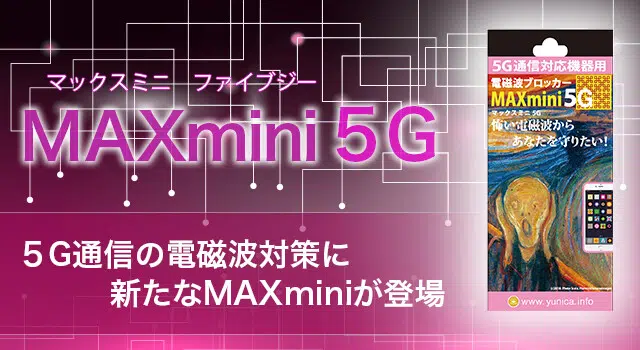 マックスミニ ファイブジー
MAXmini 5G
5G通信の電磁波対策に
新たなMAXminiが登場
5G通信対応機器用
電磁波ブロッカー
MAXmini5G
マックスミニ 5G
怖い電磁波から
あなたを守りたい!
www.yunica.info